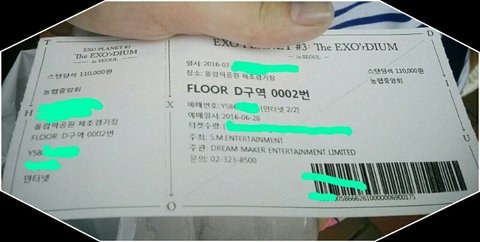 EXO PLANET #3
The EXO'rDIUM
in SEOUL
스탠딩석 110,000원
농협중앙회
올림픽공원 체조경기장
FLOOR D구역 0002번
YSB
인터넷
T
H
X
O
EXO PLANET #3: The EXO'rDIUM
in SEOUL
일시: 2016-07
장소: 올림픽공원 체조경기장
FLOOR D구역 0002번
예매번호: YSB (인터넷 2/2)
예매일시: 2016-06-28
티켓수령:
주최: S.M.ENTERTAINMENT
주관: DREAM MAKER ENTERTAINMENT LIMITED
문의: 02-323-8500
스탠딩석 110,000원
농협중앙회
D
I
U